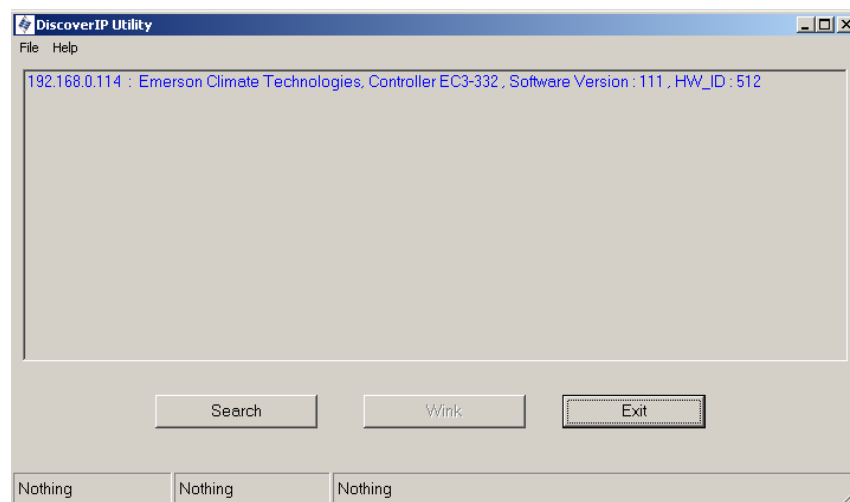 DiscoverIP Utility
File Help
192.168.0.114 : Emerson Climate Technologies, Controller EC3-332 , Software Version : 111 , HW_ID : 512
Search Wink Exit
Nothing Nothing Nothing